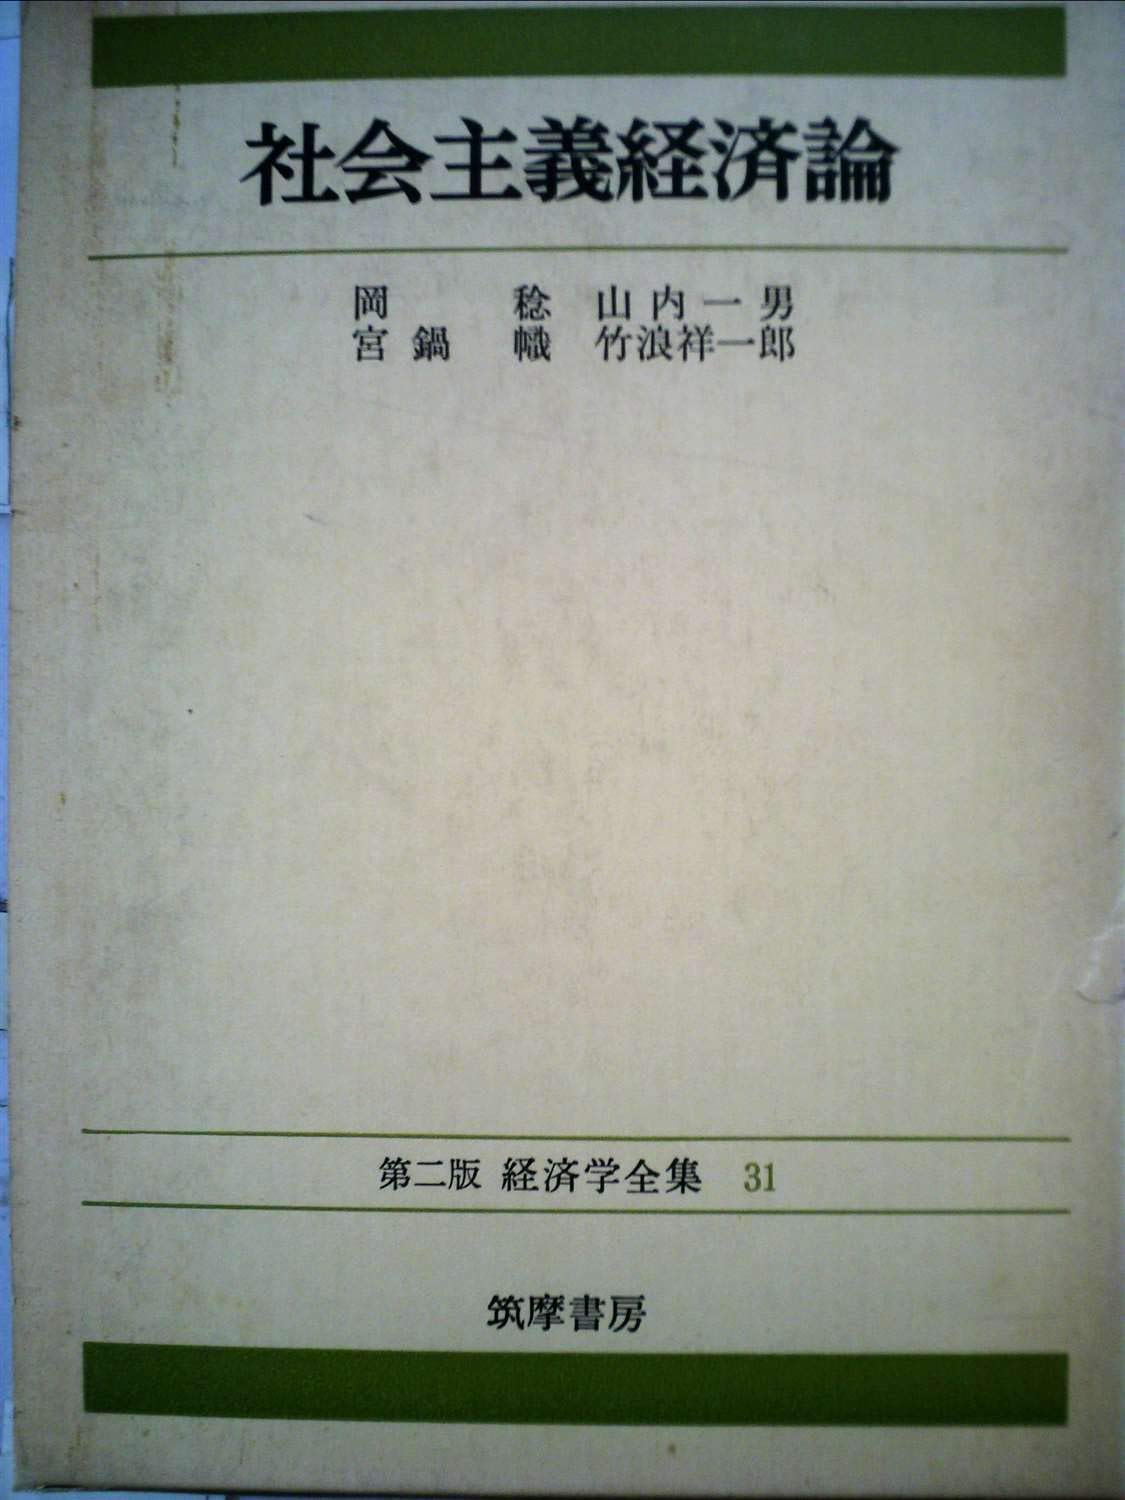 社会主義経済論
岡 稔 山内一男
宮鍋 幟 竹浪祥一郎
第二版 経済学全集 31
筑摩書房